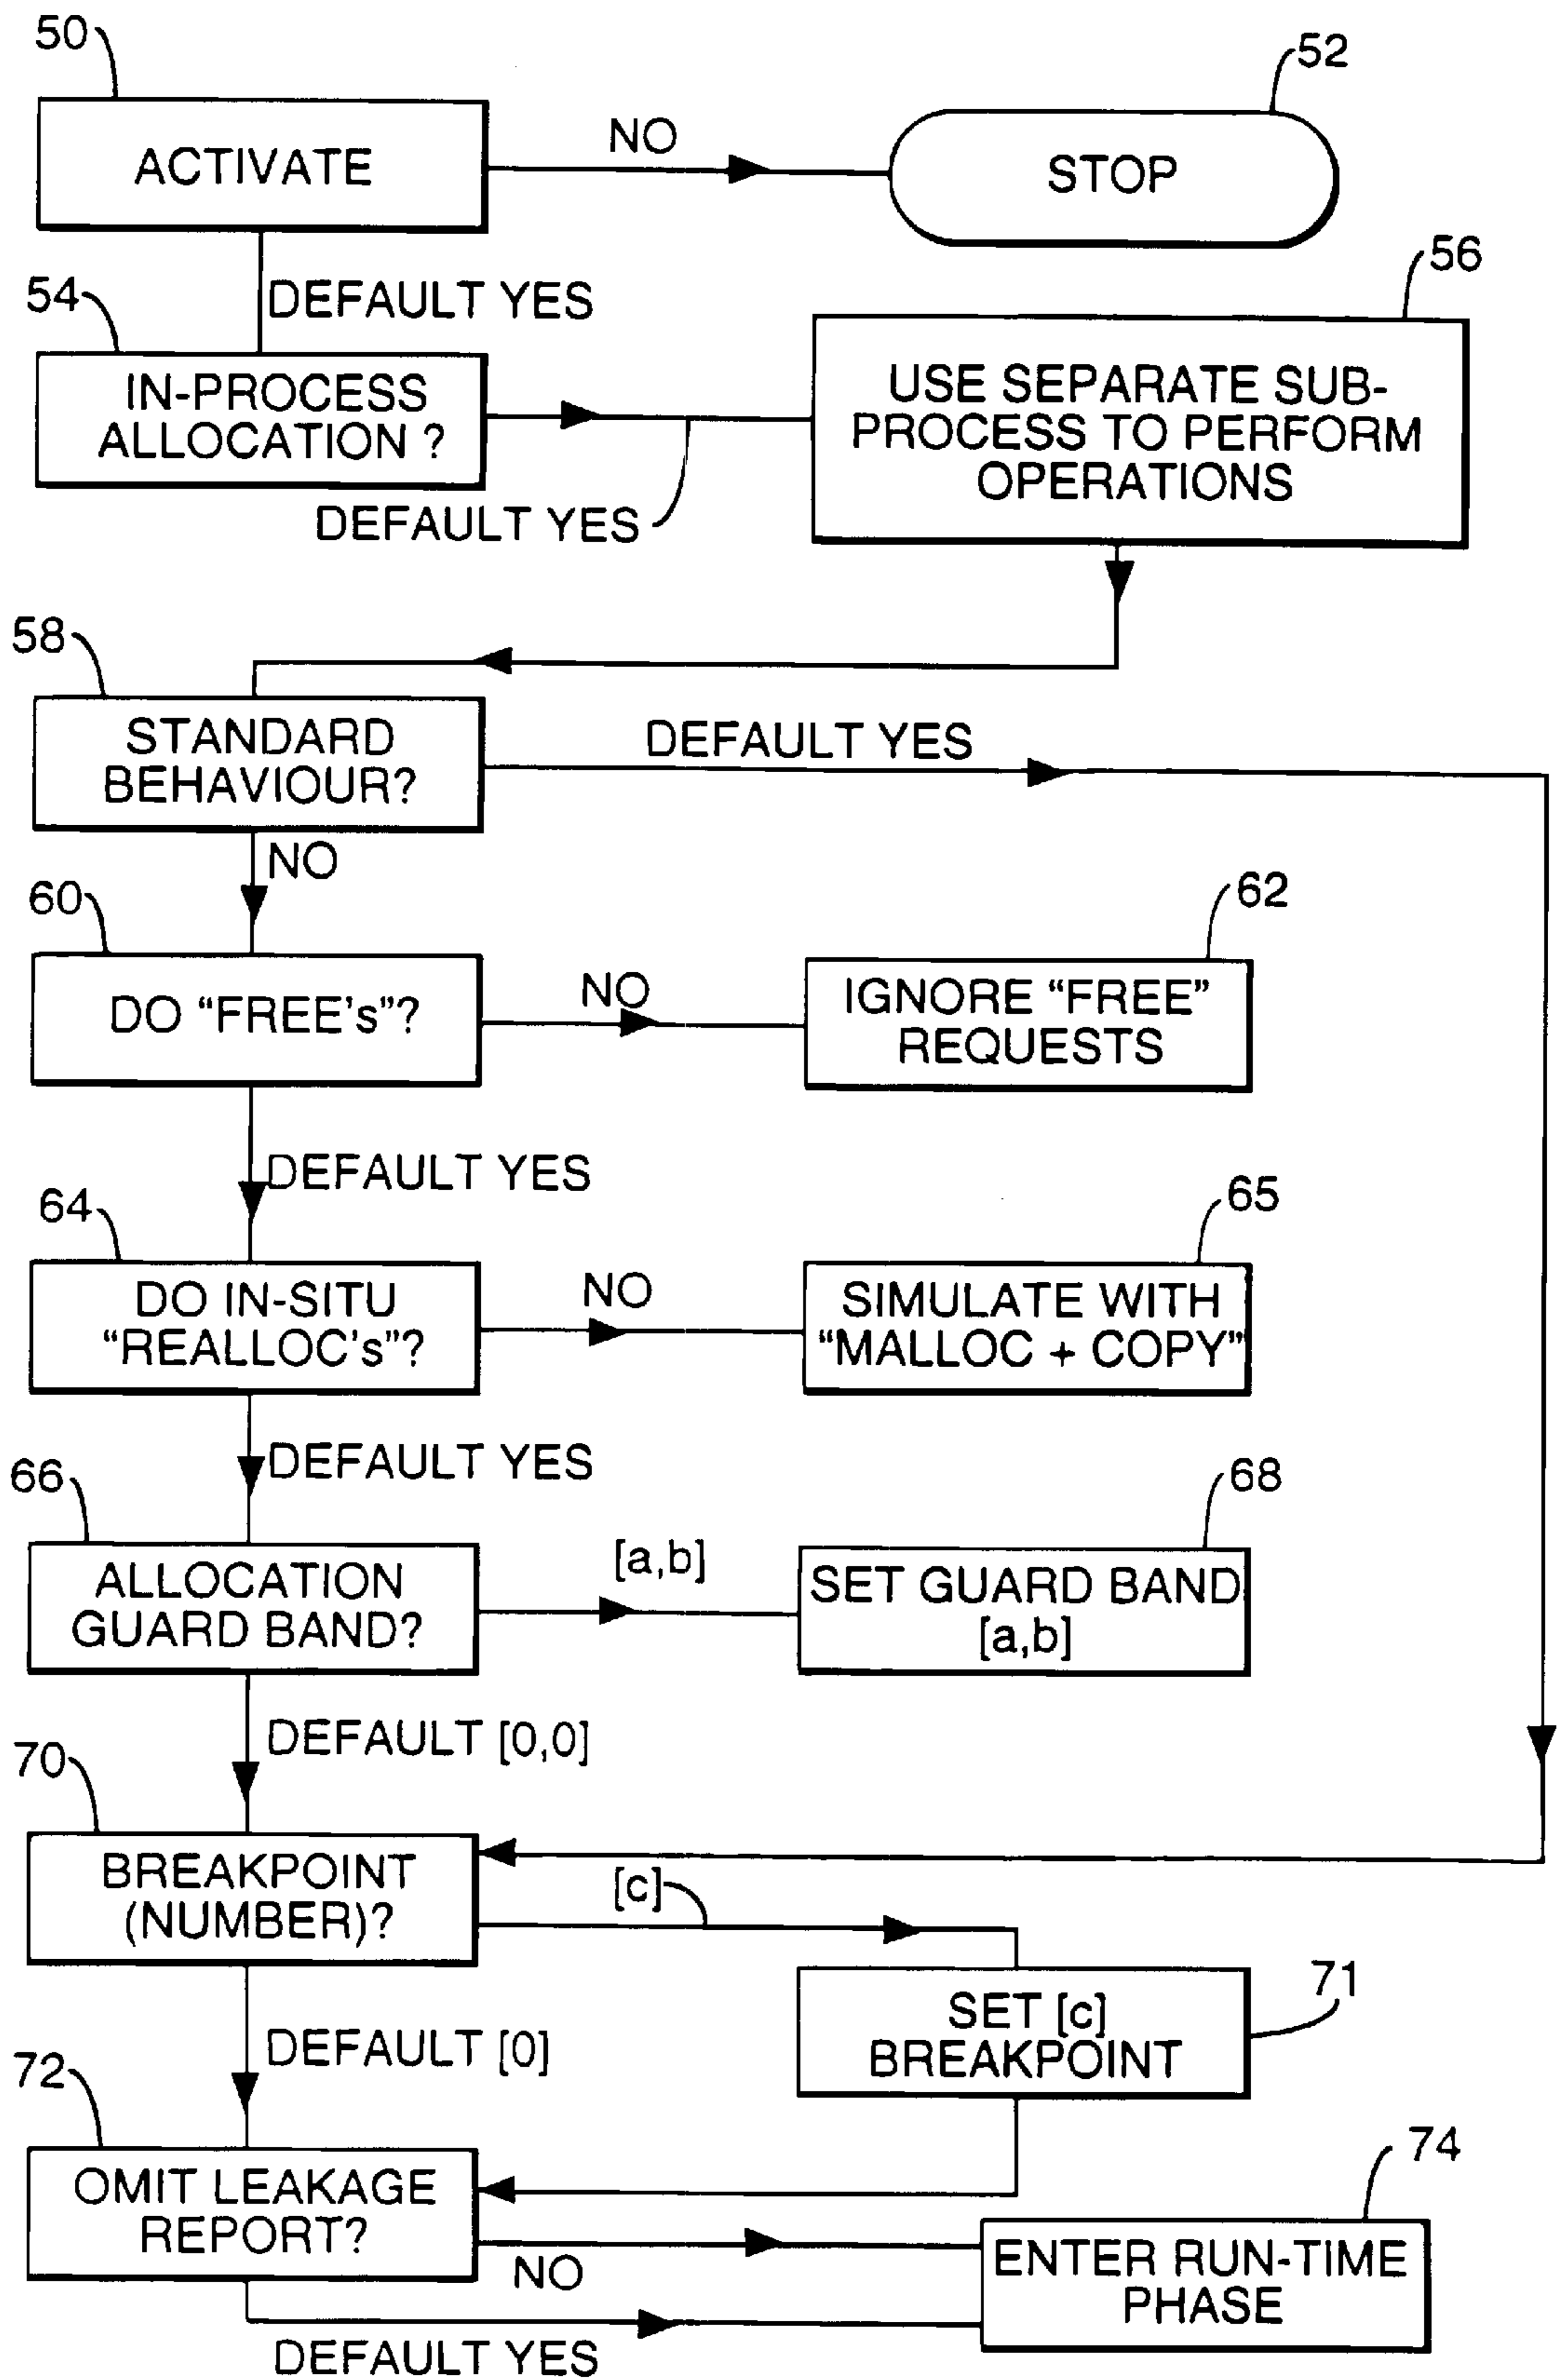 50
52
ACTIVATE
NO
STOP
DEFAULT YES
54
56
IN-PROCESS
ALLOCATION ?
USE SEPARATE SUB-
PROCESS TO PERFORM
OPERATIONS
DEFAULT YES
58
STANDARD
BEHAVIOUR?
DEFAULT YES
NO
60
62
DO “FREE's”?
NO
IGNORE “FREE”
REQUESTS
DEFAULT YES
64
65
DO IN-SITU
“REALLOC's”?
NO
SIMULATE WITH
“MALLOC + COPY”
DEFAULT YES
66
68
ALLOCATION
GUARD BAND?
[a,b]
SET GUARD BAND
[a,b]
DEFAULT [0,0]
70
BREAKPOINT
(NUMBER)?
[c]
71
SET [c]
BREAKPOINT
DEFAULT [0]
72
74
OMIT LEAKAGE
REPORT?
NO
ENTER RUN-TIME
PHASE
DEFAULT YES